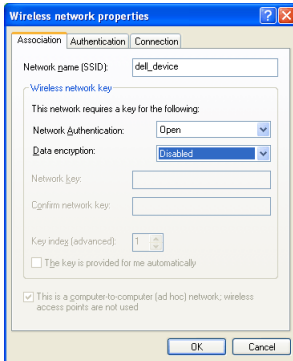 Wireless network properties
Association Authentication Connection
Network name (SSID): dell_device
Wireless network key
This network requires a key for the following:
Network Authentication: Open
Data encryption: Disabled
Network key:
Confirm network key:
Key index (advanced): 1
The key is provided for me automatically
This is a computer-to-computer (ad hoc) network; wireless
access points are not used
OK Cancel